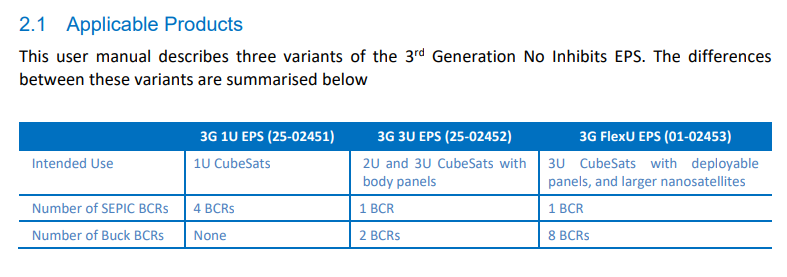 2.1 Applicable Products
This user manual describes three variants of the 3rd Generation No Inhibits EPS. The differences
between these variants are summarised below
3G 1U EPS (25-02451) 3G 3U EPS (25-02452) 3G FlexU EPS (01-02453)
Intended Use 1U CubeSats 2U and 3U CubeSats with 3U CubeSats with deployable
body panels panels, and larger nanosatellites
Number of SEPIC BCRs 4 BCRs 1 BCR 1 BCR
Number of Buck BCRs None 2 BCRs 8 BCRs